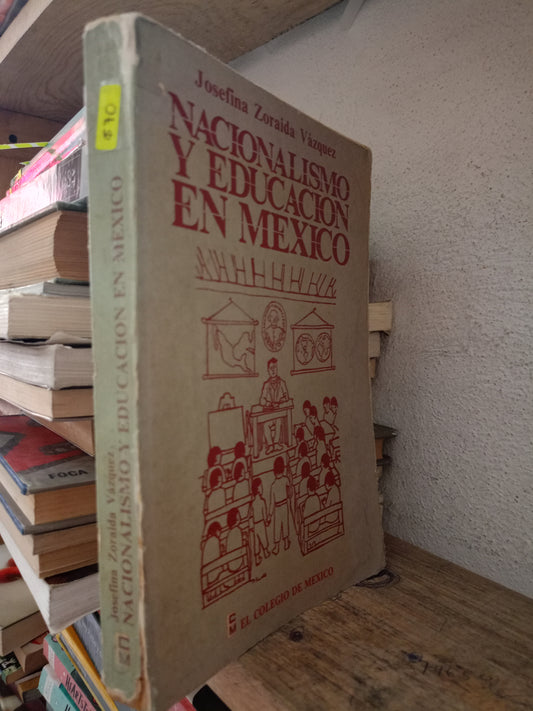 Josefina Zoraida Vázquez
NACIONALISMO
Y EDUCACION
EN MEXICO
EL COLEGIO DE MEXICO
$70
Josefina Zoraida Vázquez
NACIONALISMO Y EDUCACION EN MEXICO
FOCA